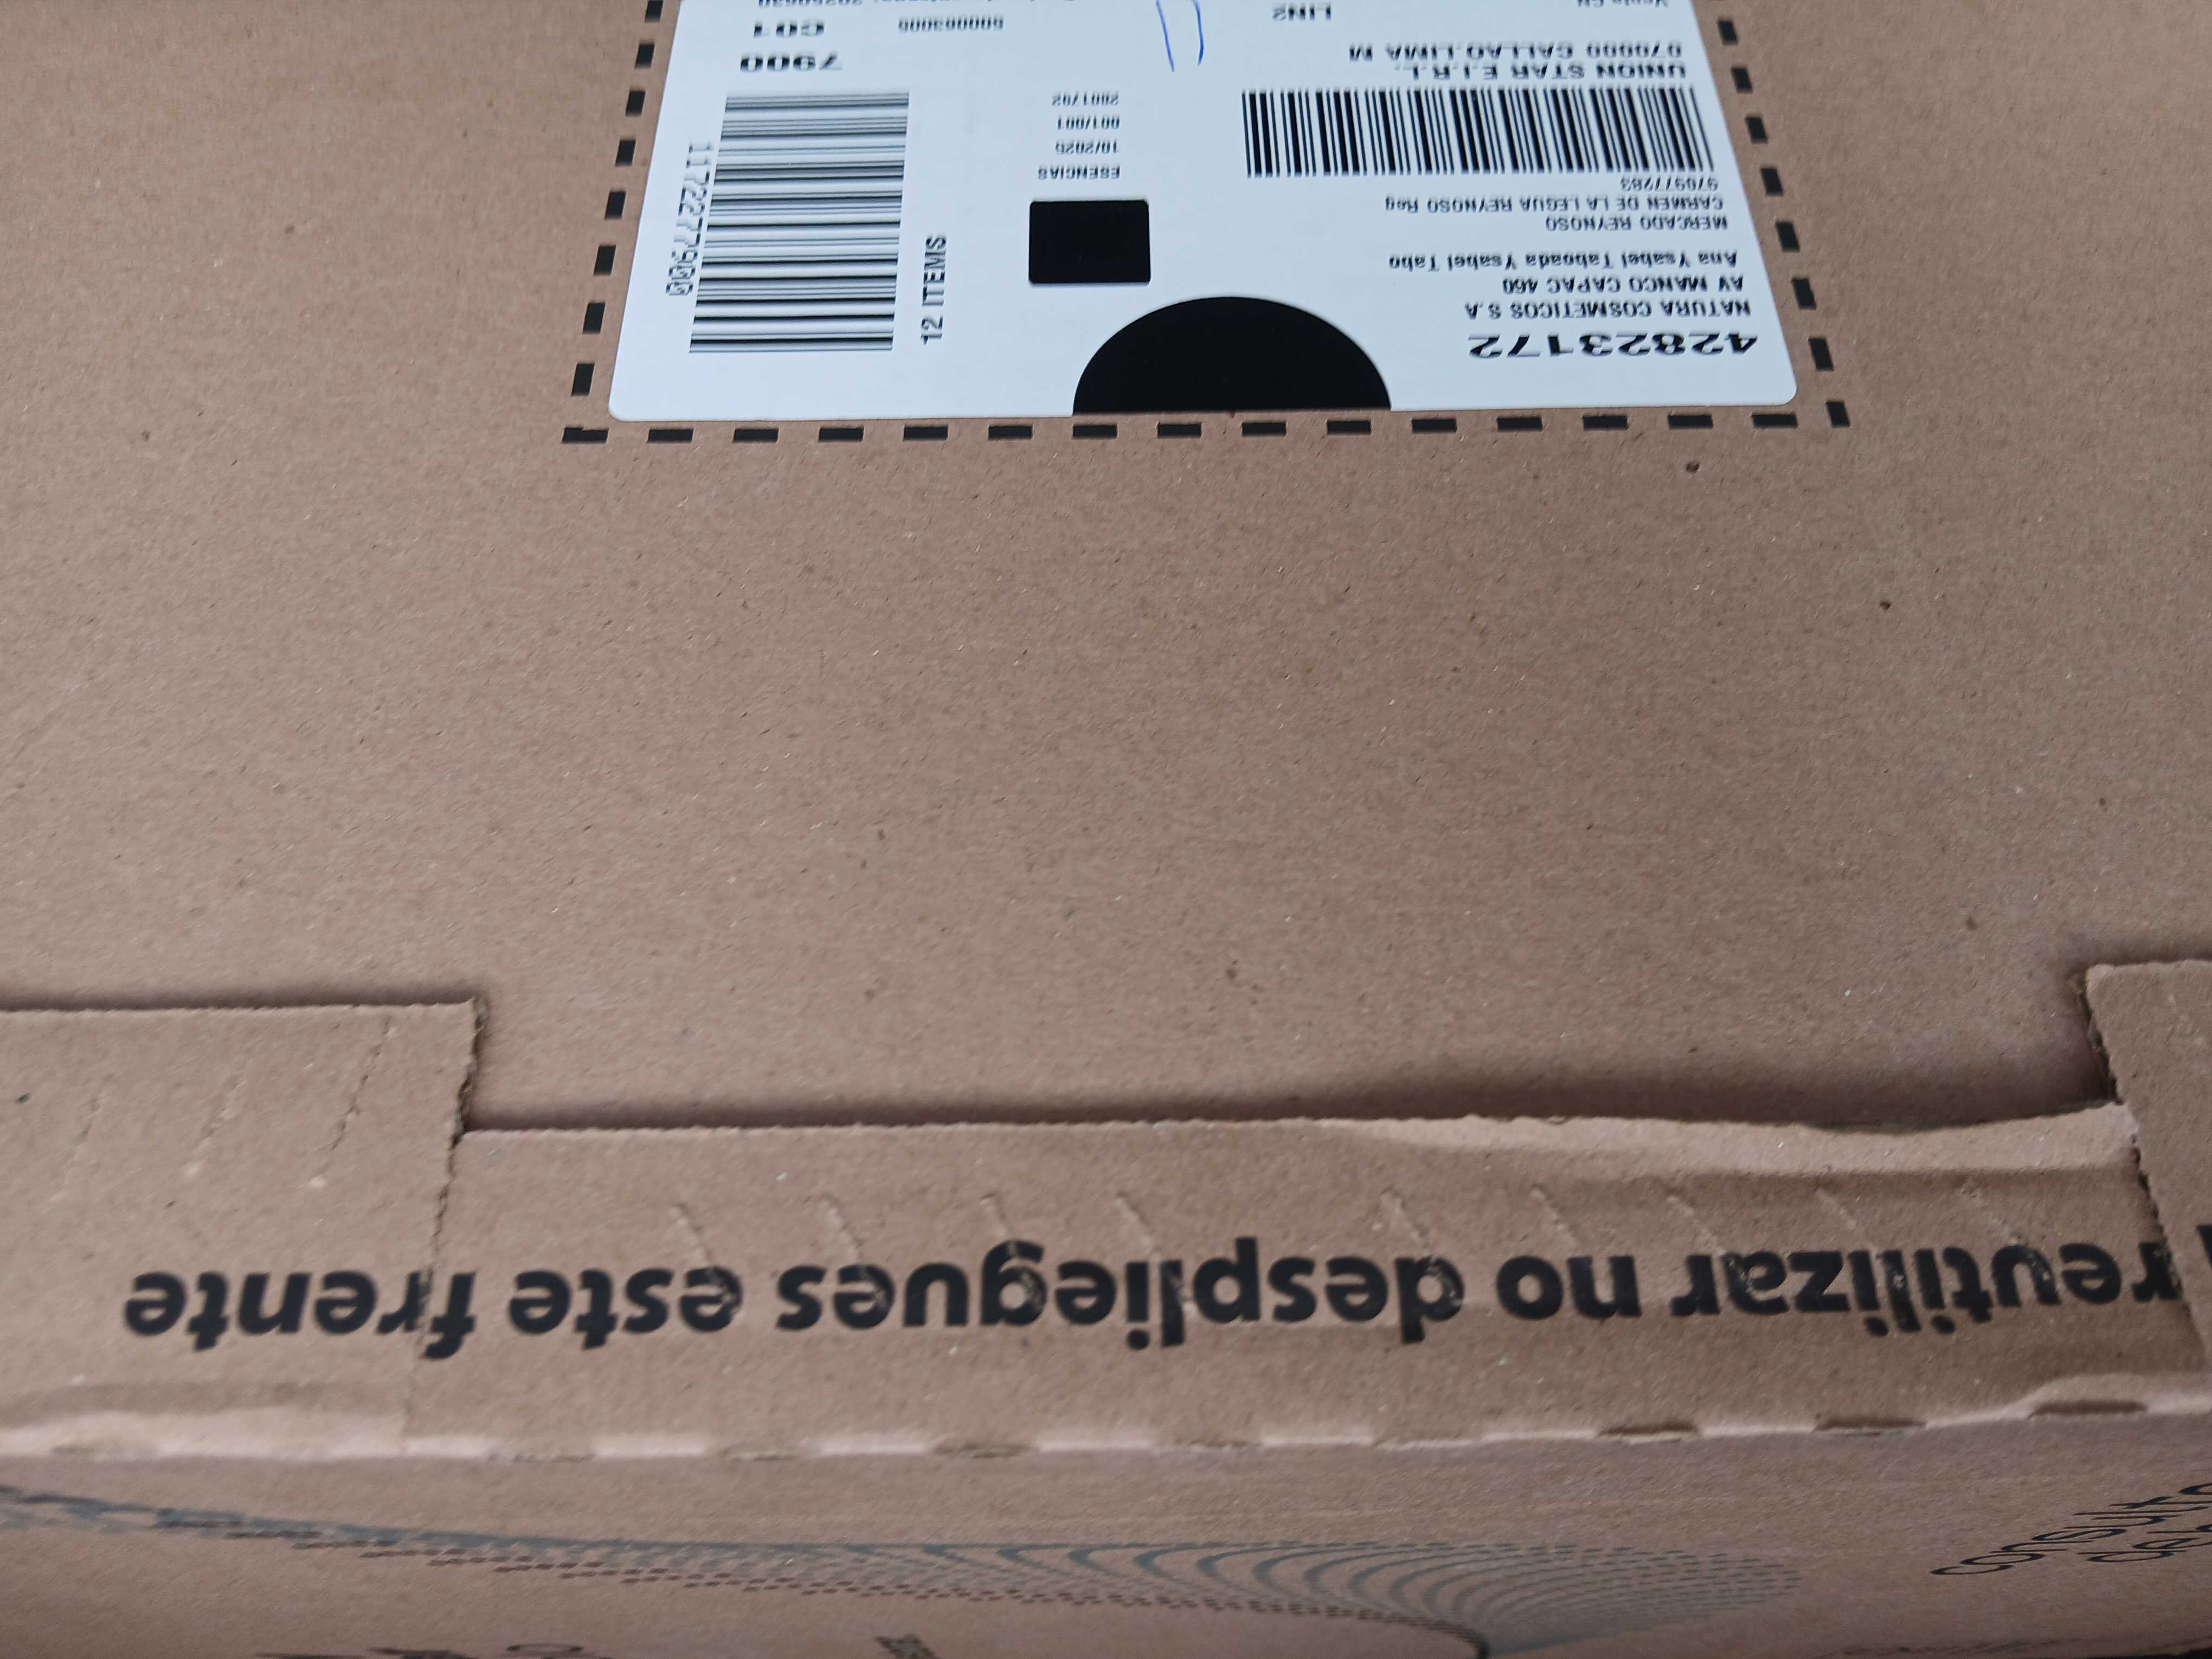 42823172
NATURA COSMETICOS S.A
AV MANCO CAPAC 460
Ana Ysabel Taboada Ysabel Tabo
MERCADO REYNOSO
CARMEN DE LA LEGUA REYNOSO Reg
970977283
UNION STAR E.I.R.L.
070000 CALLAO.LIMA M
LIN2
12 ITEMS
ESENCIAS
10/2025
001/001
2001702
11722277900
7900
C01
500003005
reutilizar no despliegues este frente